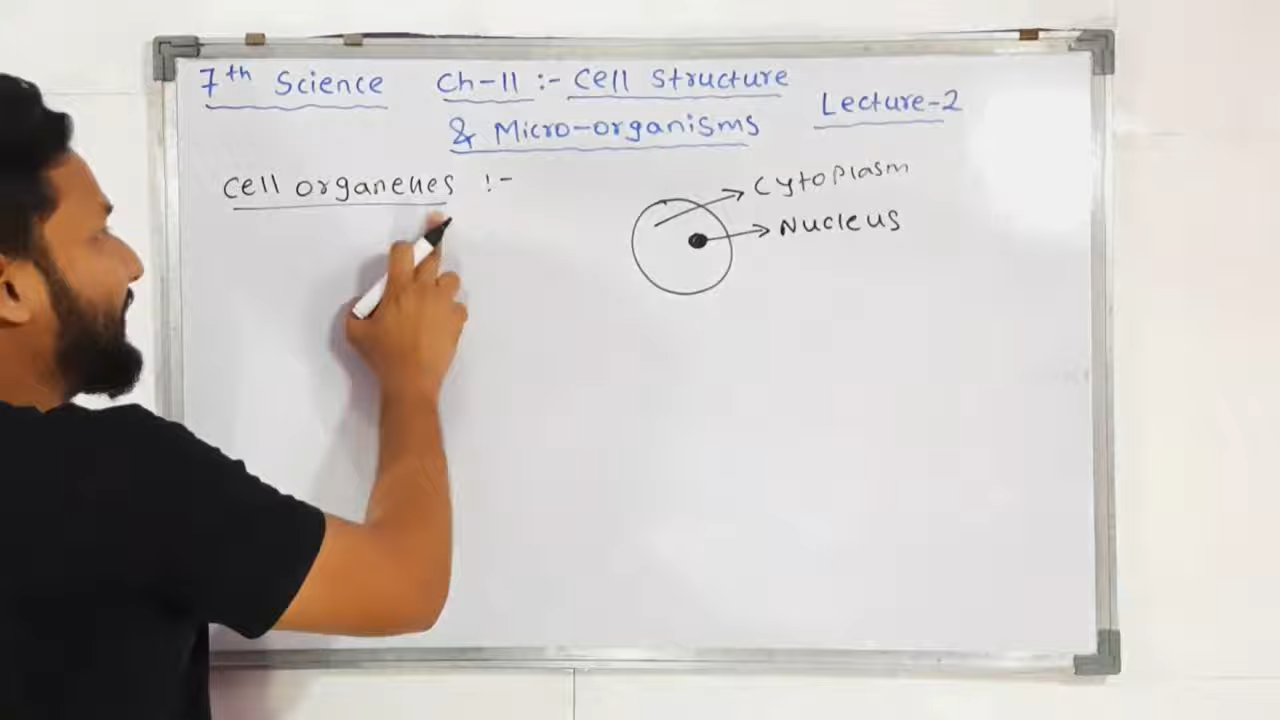 7th Science Ch-11 :- Cell Structure
& Micro-organisms Lecture-2
Cell organelles :-
Cytoplasm
Nucleus